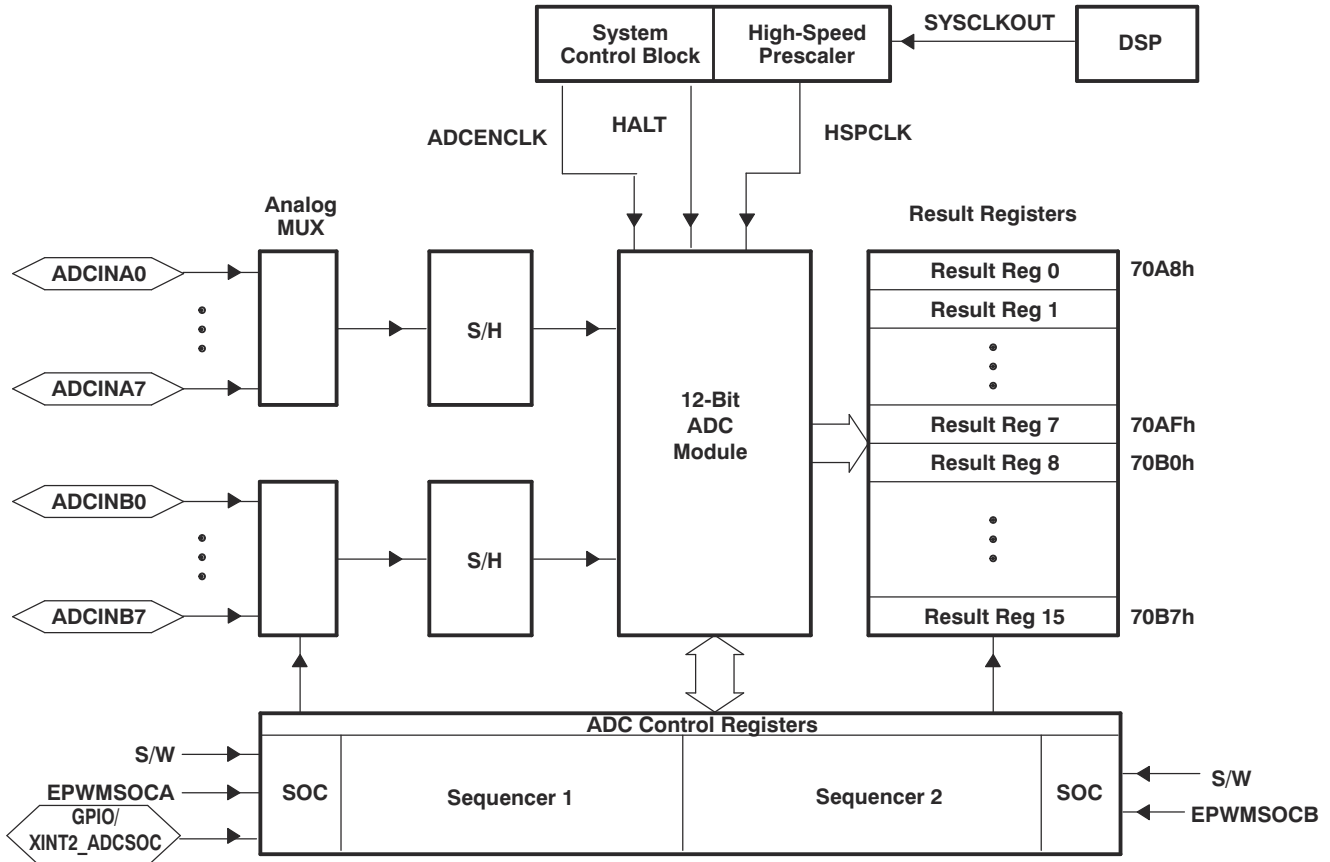 System
Control Block
High-Speed
Prescaler
SYSCLKOUT
DSP
ADCENCLK
HALT
HSPCLK
Analog
MUX
Result Registers
ADCINA0
ADCINA7
S/H
12-Bit
ADC
Module
Result Reg 0
70A8h
Result Reg 1
Result Reg 7
70AFh
Result Reg 8
70B0h
ADCINB0
ADCINB7
S/H
Result Reg 15
70B7h
ADC Control Registers
S/W
EPWMSOCA
GPIO/
XINT2_ADCSOC
SOC
Sequencer 1
Sequencer 2
SOC
S/W
EPWMSOCB